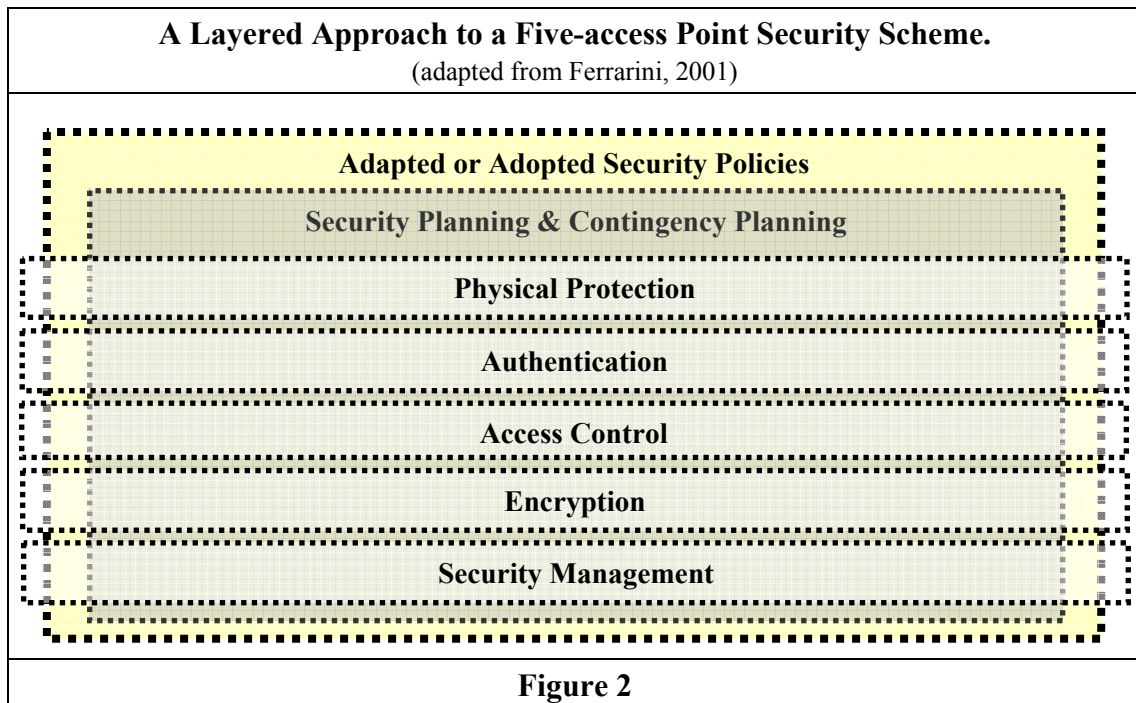 A Layered Approach to a Five-access Point Security Scheme.
(adapted from Ferrarini, 2001)
Adapted or Adopted Security Policies
Security Planning & Contingency Planning
Physical Protection
Authentication
Access Control
Encryption
Security Management
Figure 2